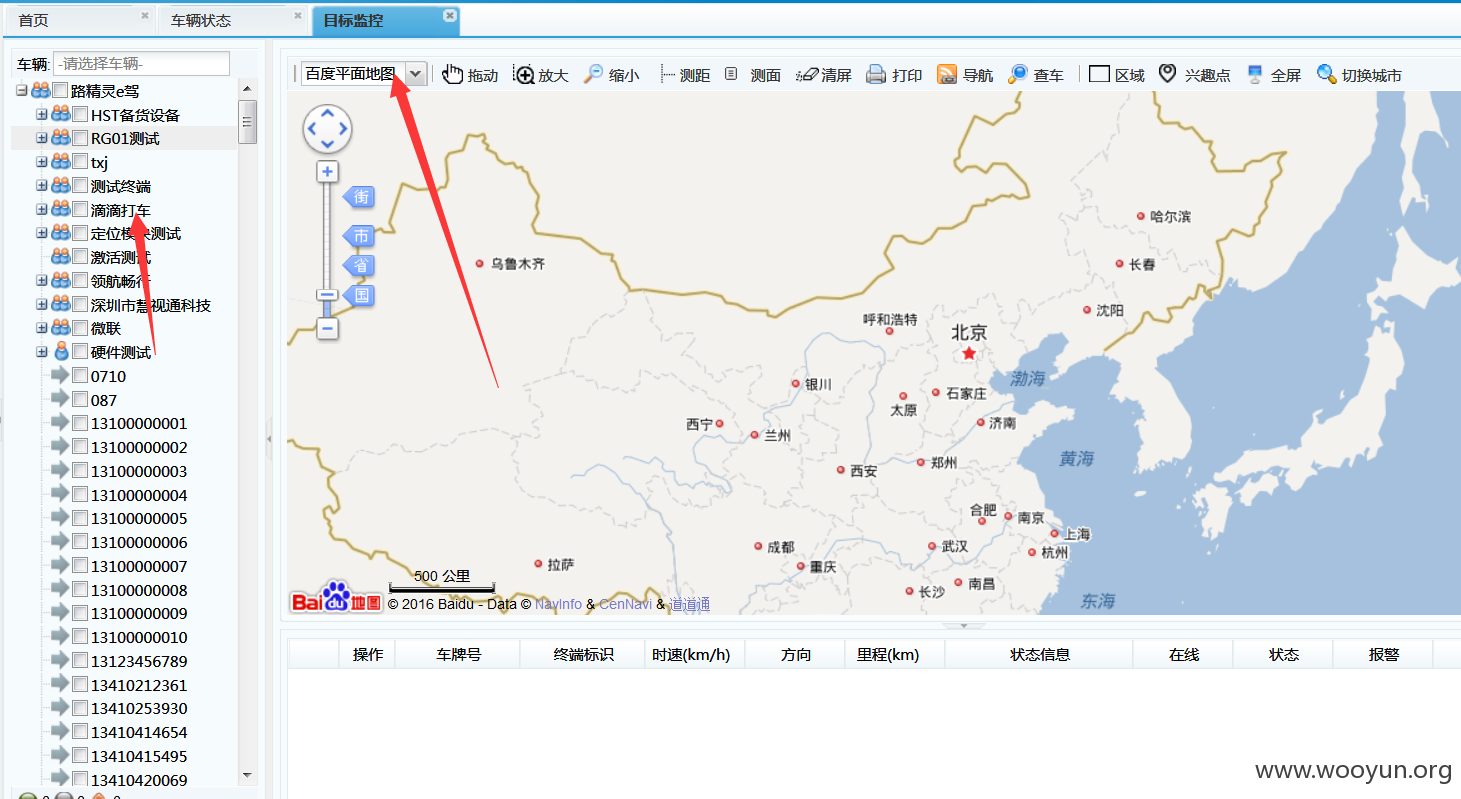 首页 车辆状态 目标监控
车辆: -请选择车辆-
路精灵e驾
HST备货设备
RG01测试
txj
测试终端
滴滴打车
定位模块测试
激活测试
领航畅行
深圳市慧视通科技
微联
硬件测试
0710
087
13100000001
13100000002
13100000003
13100000004
13100000005
13100000006
13100000007
13100000008
13100000009
13100000010
13123456789
13410212361
13410253930
13410414654
13410415495
13410420069
百度平面地图 拖动 放大 缩小 测距 测面 清屏 打印 导航 查车 区域 兴趣点 全屏 切换城市
街
市
省
国
哈尔滨
乌鲁木齐
长春
沈阳
呼和浩特
北京
渤海
银川
石家庄
太原
西宁
济南
兰州
黄海
郑州
西安
合肥
南京
上海
成都
武汉
杭州
拉萨
重庆
南昌
长沙
东海
500 公里
Bai du 地图 © 2016 Baidu - Data © NavInfo & CenNavi & 道道通
操作 车牌号 终端标识 时速(km/h) 方向 里程(km) 状态信息 在线 状态 报警
www.wooyun.org